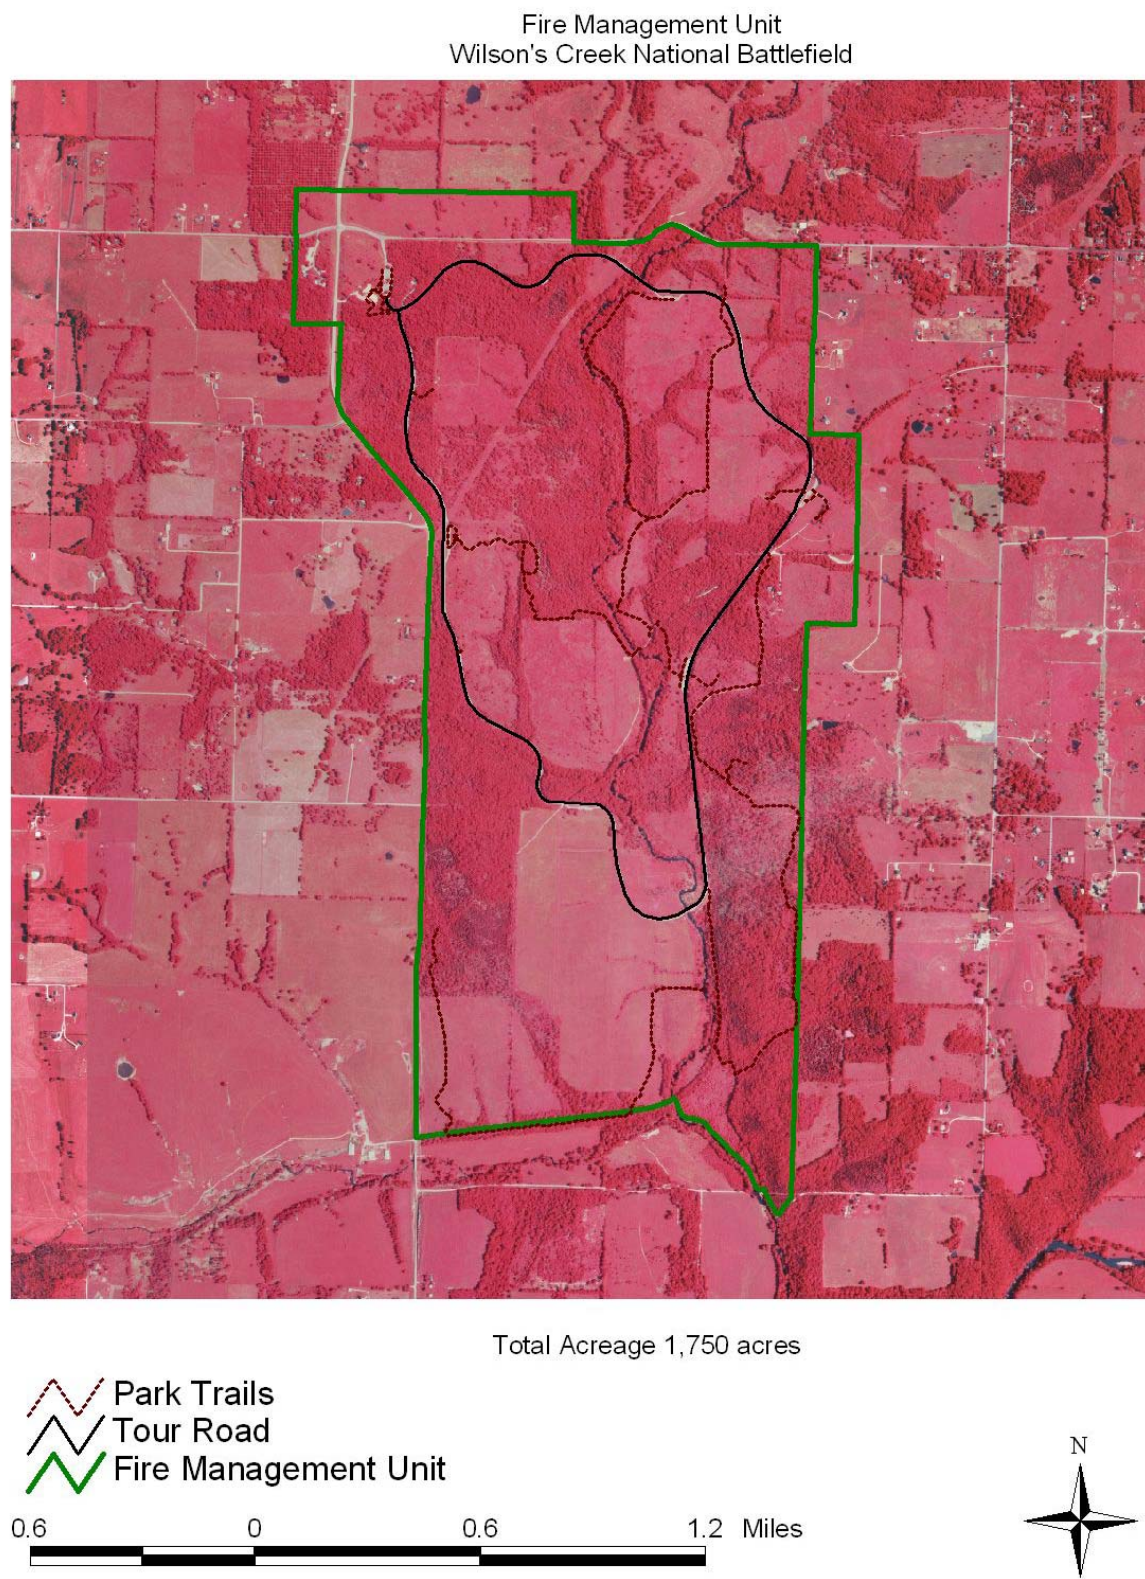 Fire Management Unit
Wilson's Creek National Battlefield
Total Acreage 1,750 acres
Park Trails
Tour Road
Fire Management Unit
N
0.6 0 0.6 1.2 Miles